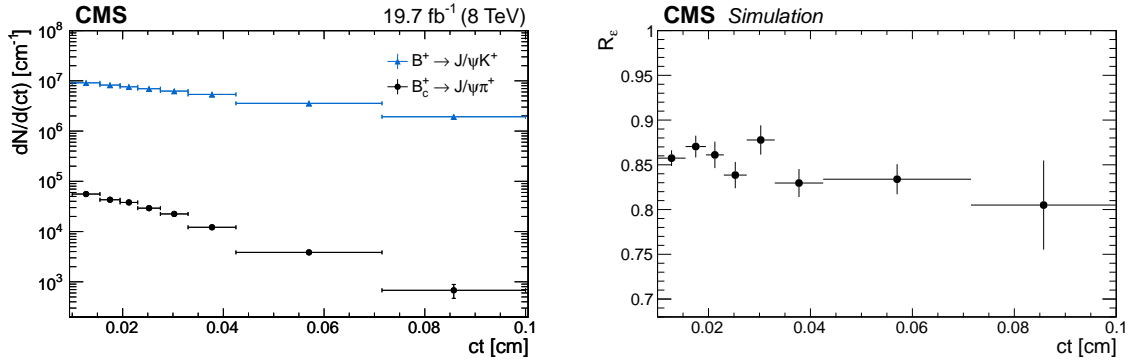 CMS 19.7 fb⁻¹ (8 TeV)
dN/d(ct) [cm⁻¹]
10⁸
10⁷
10⁶
10⁵
10⁴
10³
B⁺ → J/ψK⁺
B_c⁺ → J/ψπ⁺
0.02 0.04 0.06 0.08 0.1
ct [cm]
CMS Simulation
R_ε
1
0.95
0.9
0.85
0.8
0.75
0.7
0.02 0.04 0.06 0.08 0.1
ct [cm]